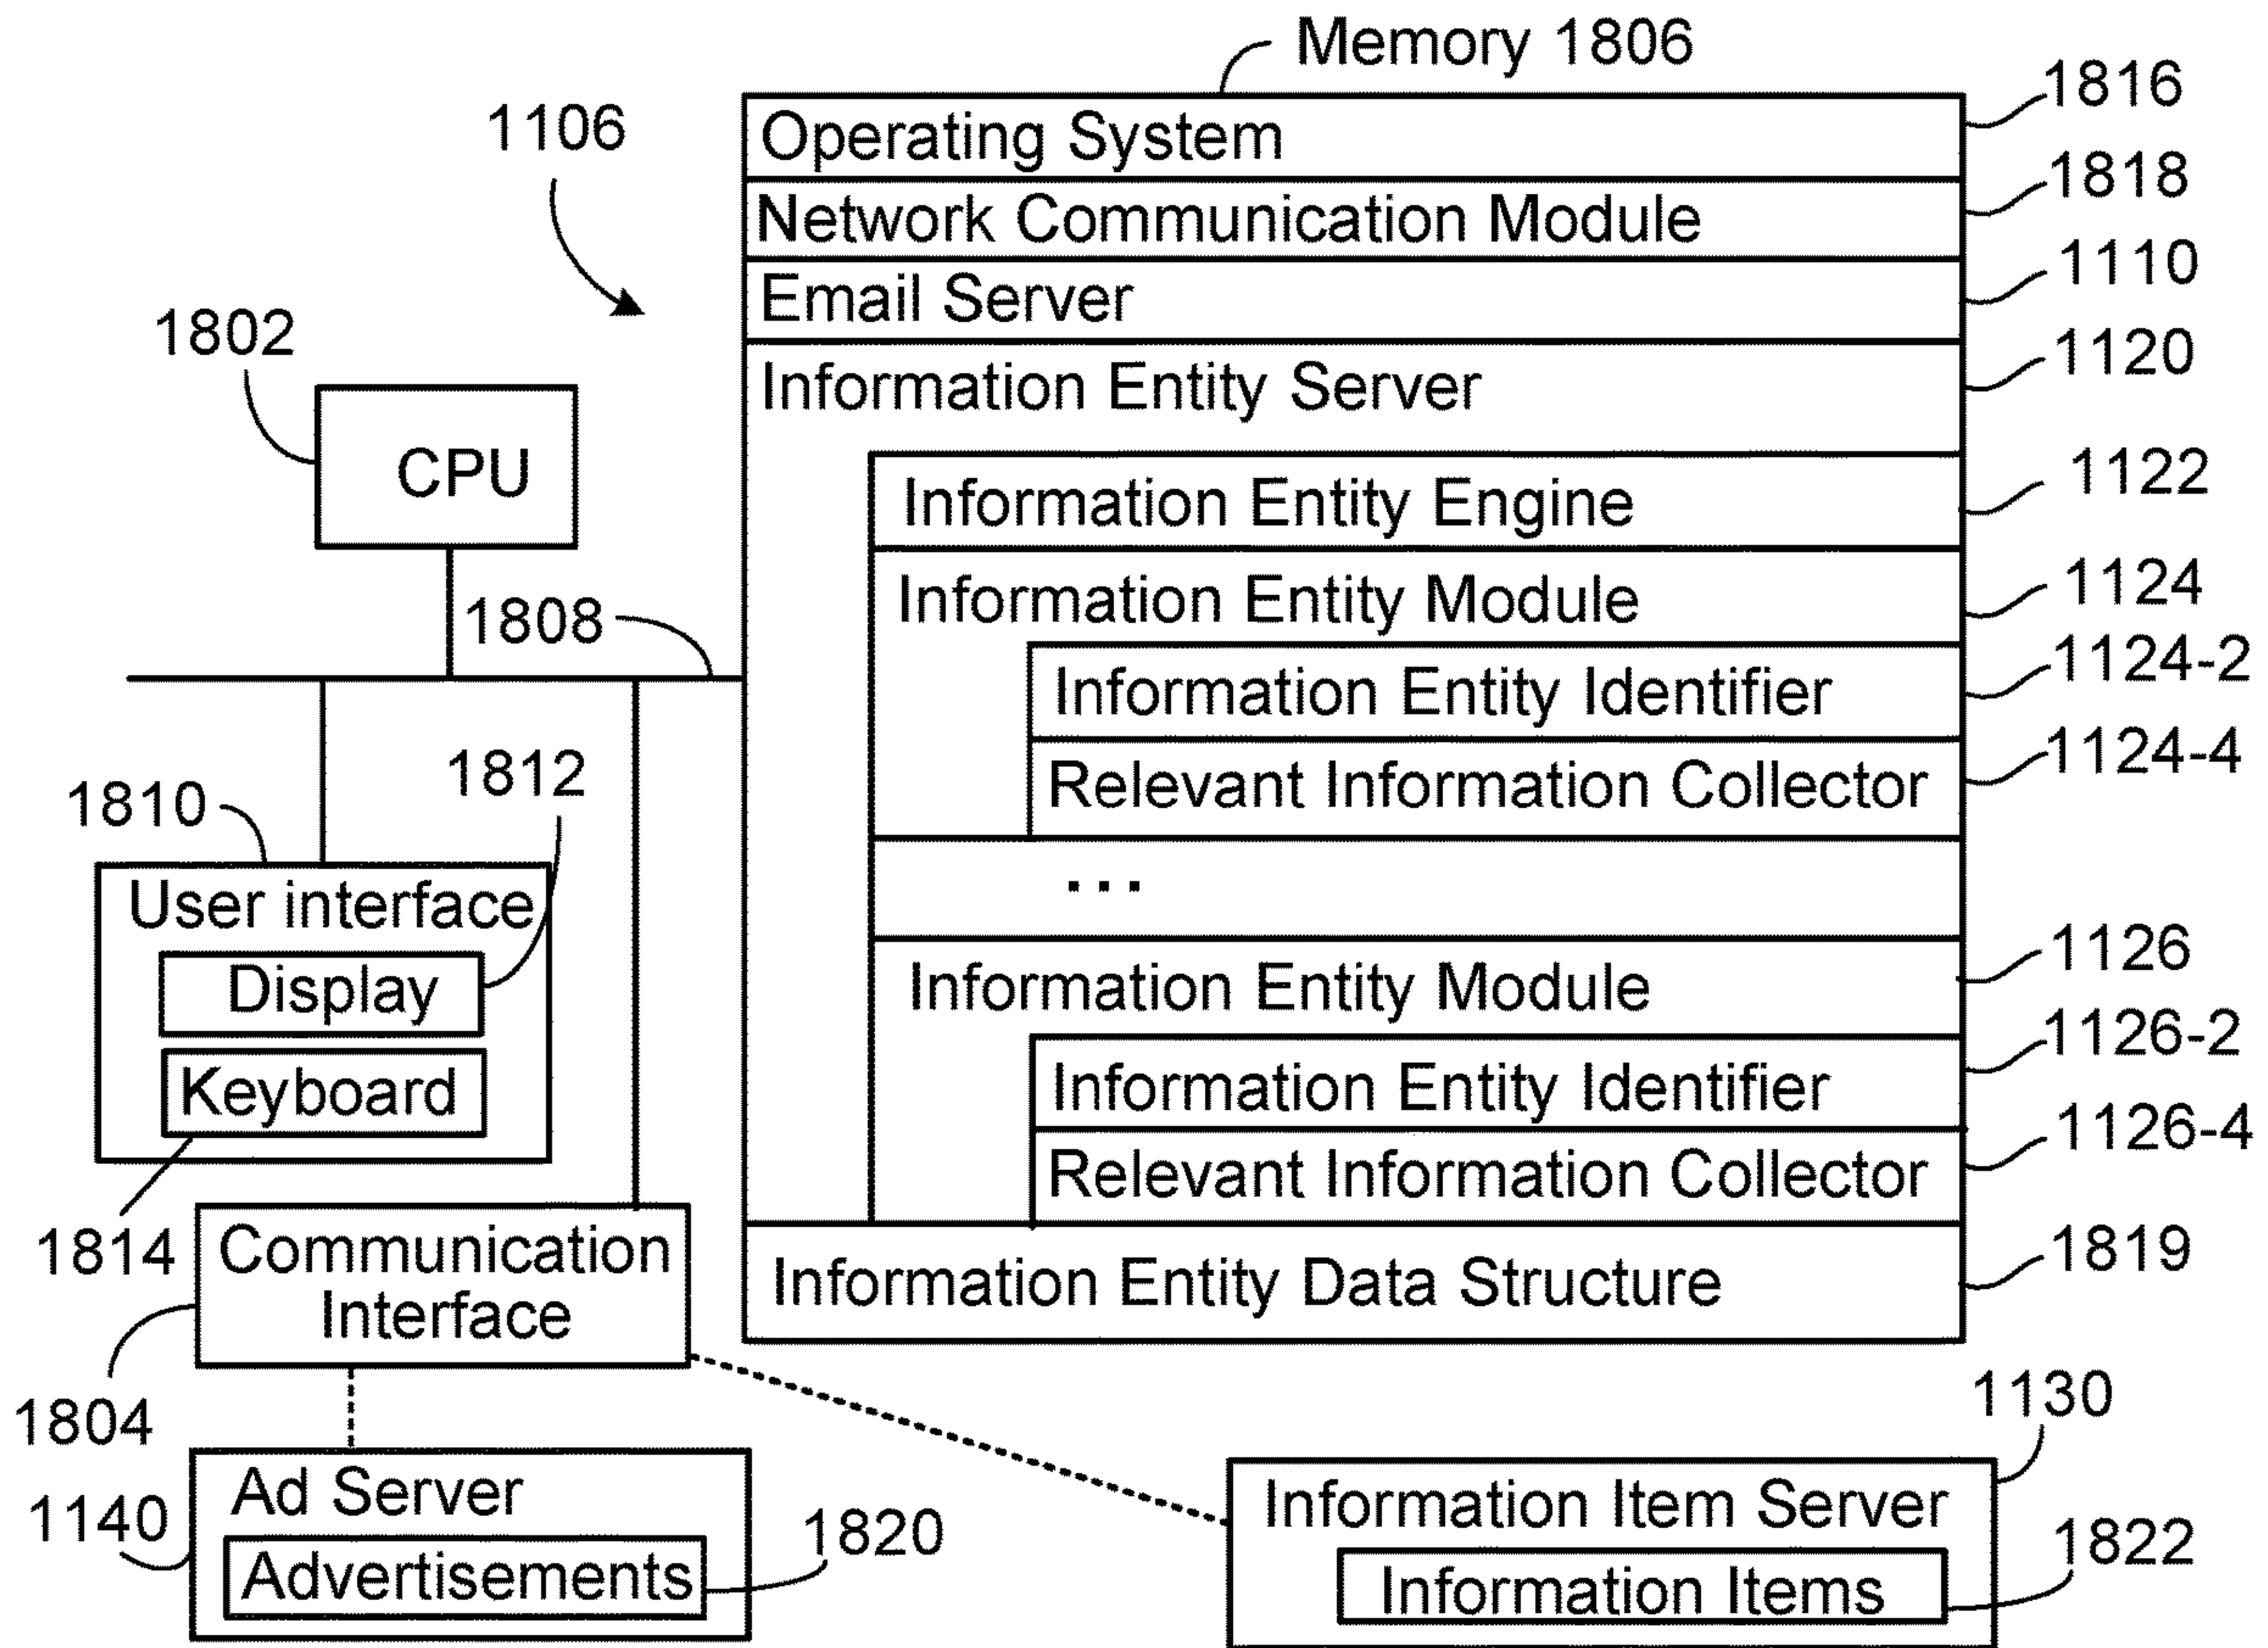 Memory 1806
1106
Operating System
1816
Network Communication Module
1818
Email Server
1110
Information Entity Server
1120
1802
CPU
Information Entity Engine
1122
Information Entity Module
1124
1808
Information Entity Identifier
1124-2
Relevant Information Collector
1124-4
...
1810
1812
User interface
Display
Keyboard
1814
Information Entity Module
1126
Information Entity Identifier
1126-2
Relevant Information Collector
1126-4
Information Entity Data Structure
1819
Communication
Interface
1804
Ad Server
1140
Advertisements
1820
1130
Information Item Server
Information Items
1822